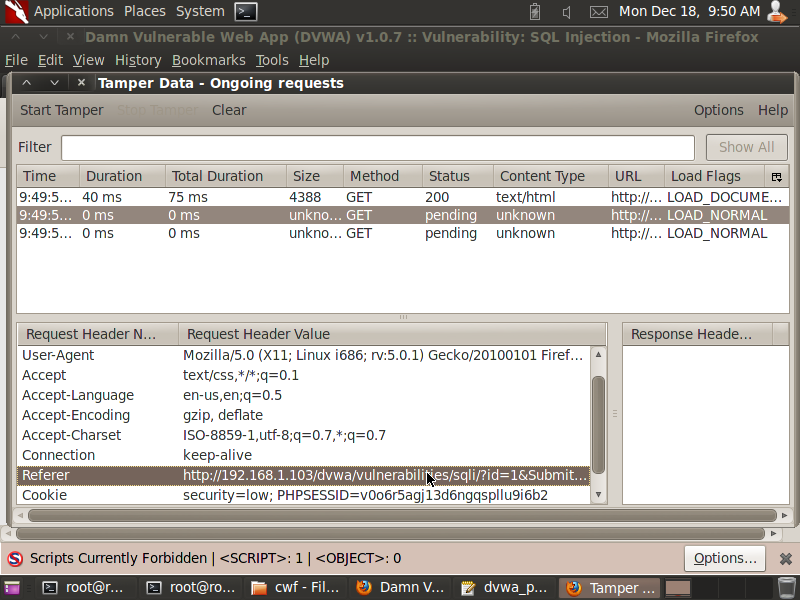 Applications Places System Mon Dec 18, 9:50 AM
Damn Vulnerable Web App (DVWA) v1.0.7 :: Vulnerability: SQL Injection - Mozilla Firefox
File Edit View History Bookmarks Tools Help
Tamper Data - Ongoing requests
Start Tamper Stop Tamper Clear Options Help
Filter Show All
Time Duration Total Duration Size Method Status Content Type URL Load Flags
9:49:5... 40 ms 75 ms 4388 GET 200 text/html http://... LOAD_DOCUME...
9:49:5... 0 ms 0 ms unkno... GET pending unknown http://... LOAD_NORMAL
9:49:5... 0 ms 0 ms unkno... GET pending unknown http://... LOAD_NORMAL
Request Header N... Request Header Value Response Heade...
User-Agent Mozilla/5.0 (X11; Linux i686; rv:5.0.1) Gecko/20100101 Firef...
Accept text/css,*/*;q=0.1
Accept-Language en-us,en;q=0.5
Accept-Encoding gzip, deflate
Accept-Charset ISO-8859-1,utf-8;q=0.7,*;q=0.7
Connection keep-alive
Referer http://192.168.1.103/dvwa/vulnerabilities/sqli/?id=1&Submit...
Cookie security=low; PHPSESSID=v0o6r5agj13d6ngqspllu9i6b2
Scripts Currently Forbidden | <SCRIPT>: 1 | <OBJECT>: 0 Options...
root@r... root@ro... cwf - Fil... Damn V... dvwa_p... Tamper ...